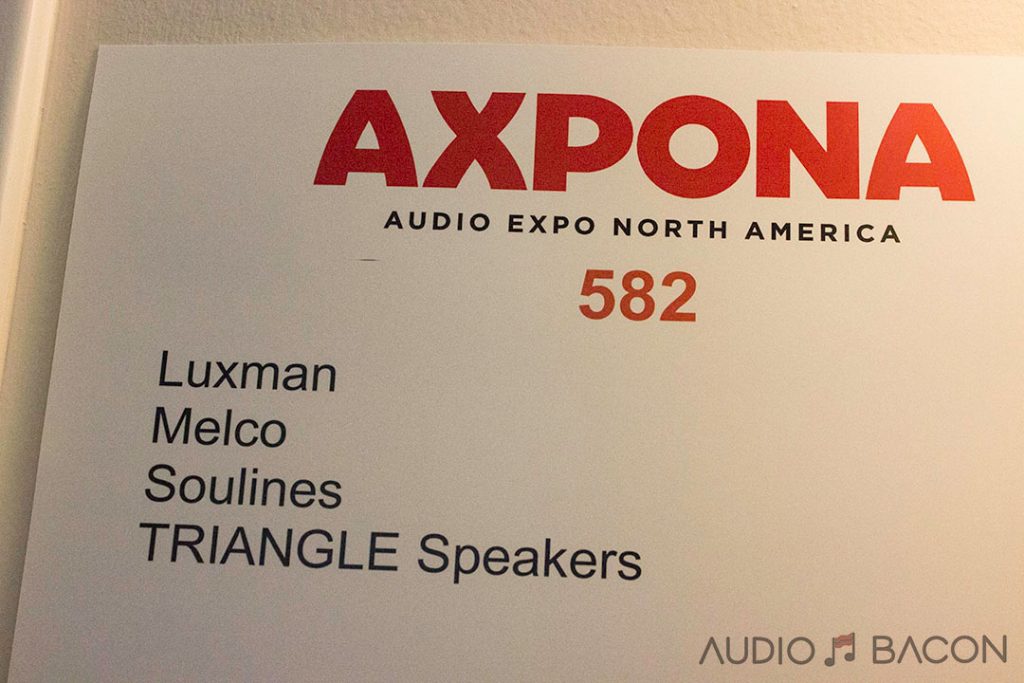 AXPONA
AUDIO EXPO NORTH AMERICA
582
Luxman
Melco
Soulines
TRIANGLE Speakers
AUDIO BACON